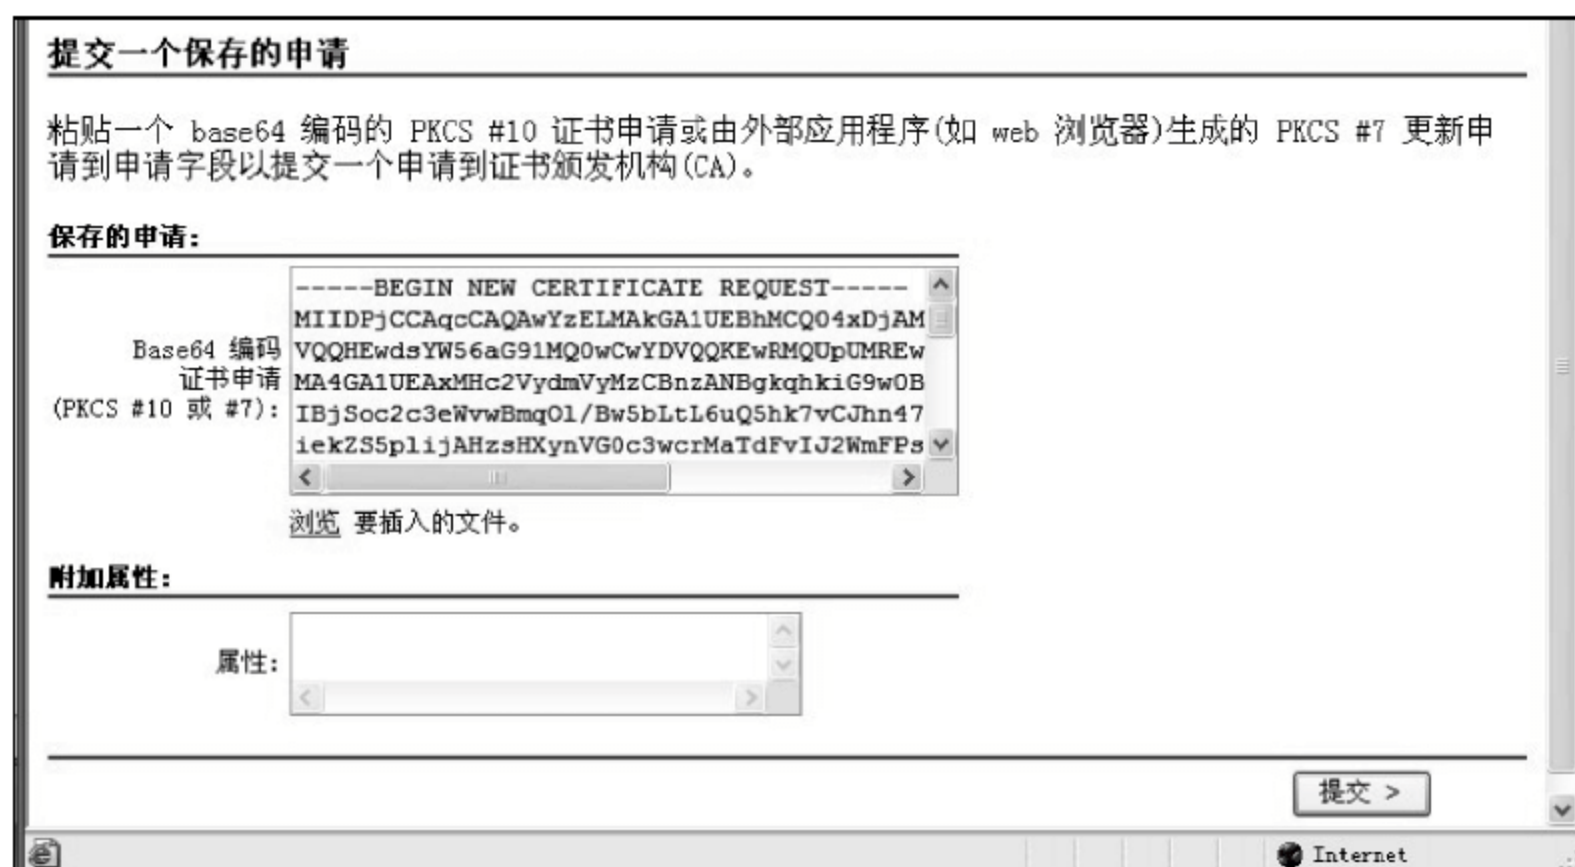 提交一个保存的申请
粘贴一个 base64 编码的 PKCS #10 证书申请或由外部应用程序(如 web 浏览器)生成的 PKCS #7 更新申
请到申请字段以提交一个申请到证书颁发机构(CA)。
保存的申请:
Base64 编码
证书申请
(PKCS #10 或 #7):
-----BEGIN NEW CERTIFICATE REQUEST-----
MIIDPjCCAqcCAQAwYzELMAkGA1UEBhMCQ04xDjAM
VQQHEwdsYW56aG91MQ0wCwYDVQQKEwRMQUpUMREw
MA4GA1UEAxMHc2VydmVyMzCBnzANBgkqhkiG9w0B
IBjSoc2c3eWvwBmqOl/Bw5bLtL6uQ5hk7vCJhn47
iekZS5plijAHzsHXynVG0c3wcrMaTdFvIJ2WmFPs
浏览 要插入的文件。
附加属性:
属性:
提交 >
Internet